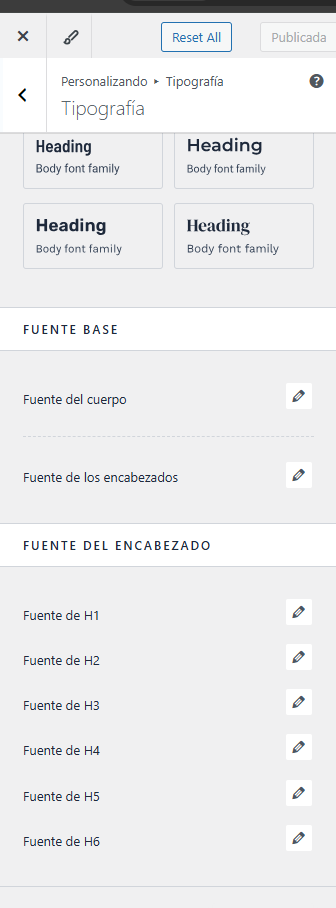 Reset All
Publicada
Personalizando ▸ Tipografía
Tipografía
Heading
Body font family
Heading
Body font family
Heading
Body font family
Heading
Body font family
FUENTE BASE
Fuente del cuerpo
Fuente de los encabezados
FUENTE DEL ENCABEZADO
Fuente de H1
Fuente de H2
Fuente de H3
Fuente de H4
Fuente de H5
Fuente de H6